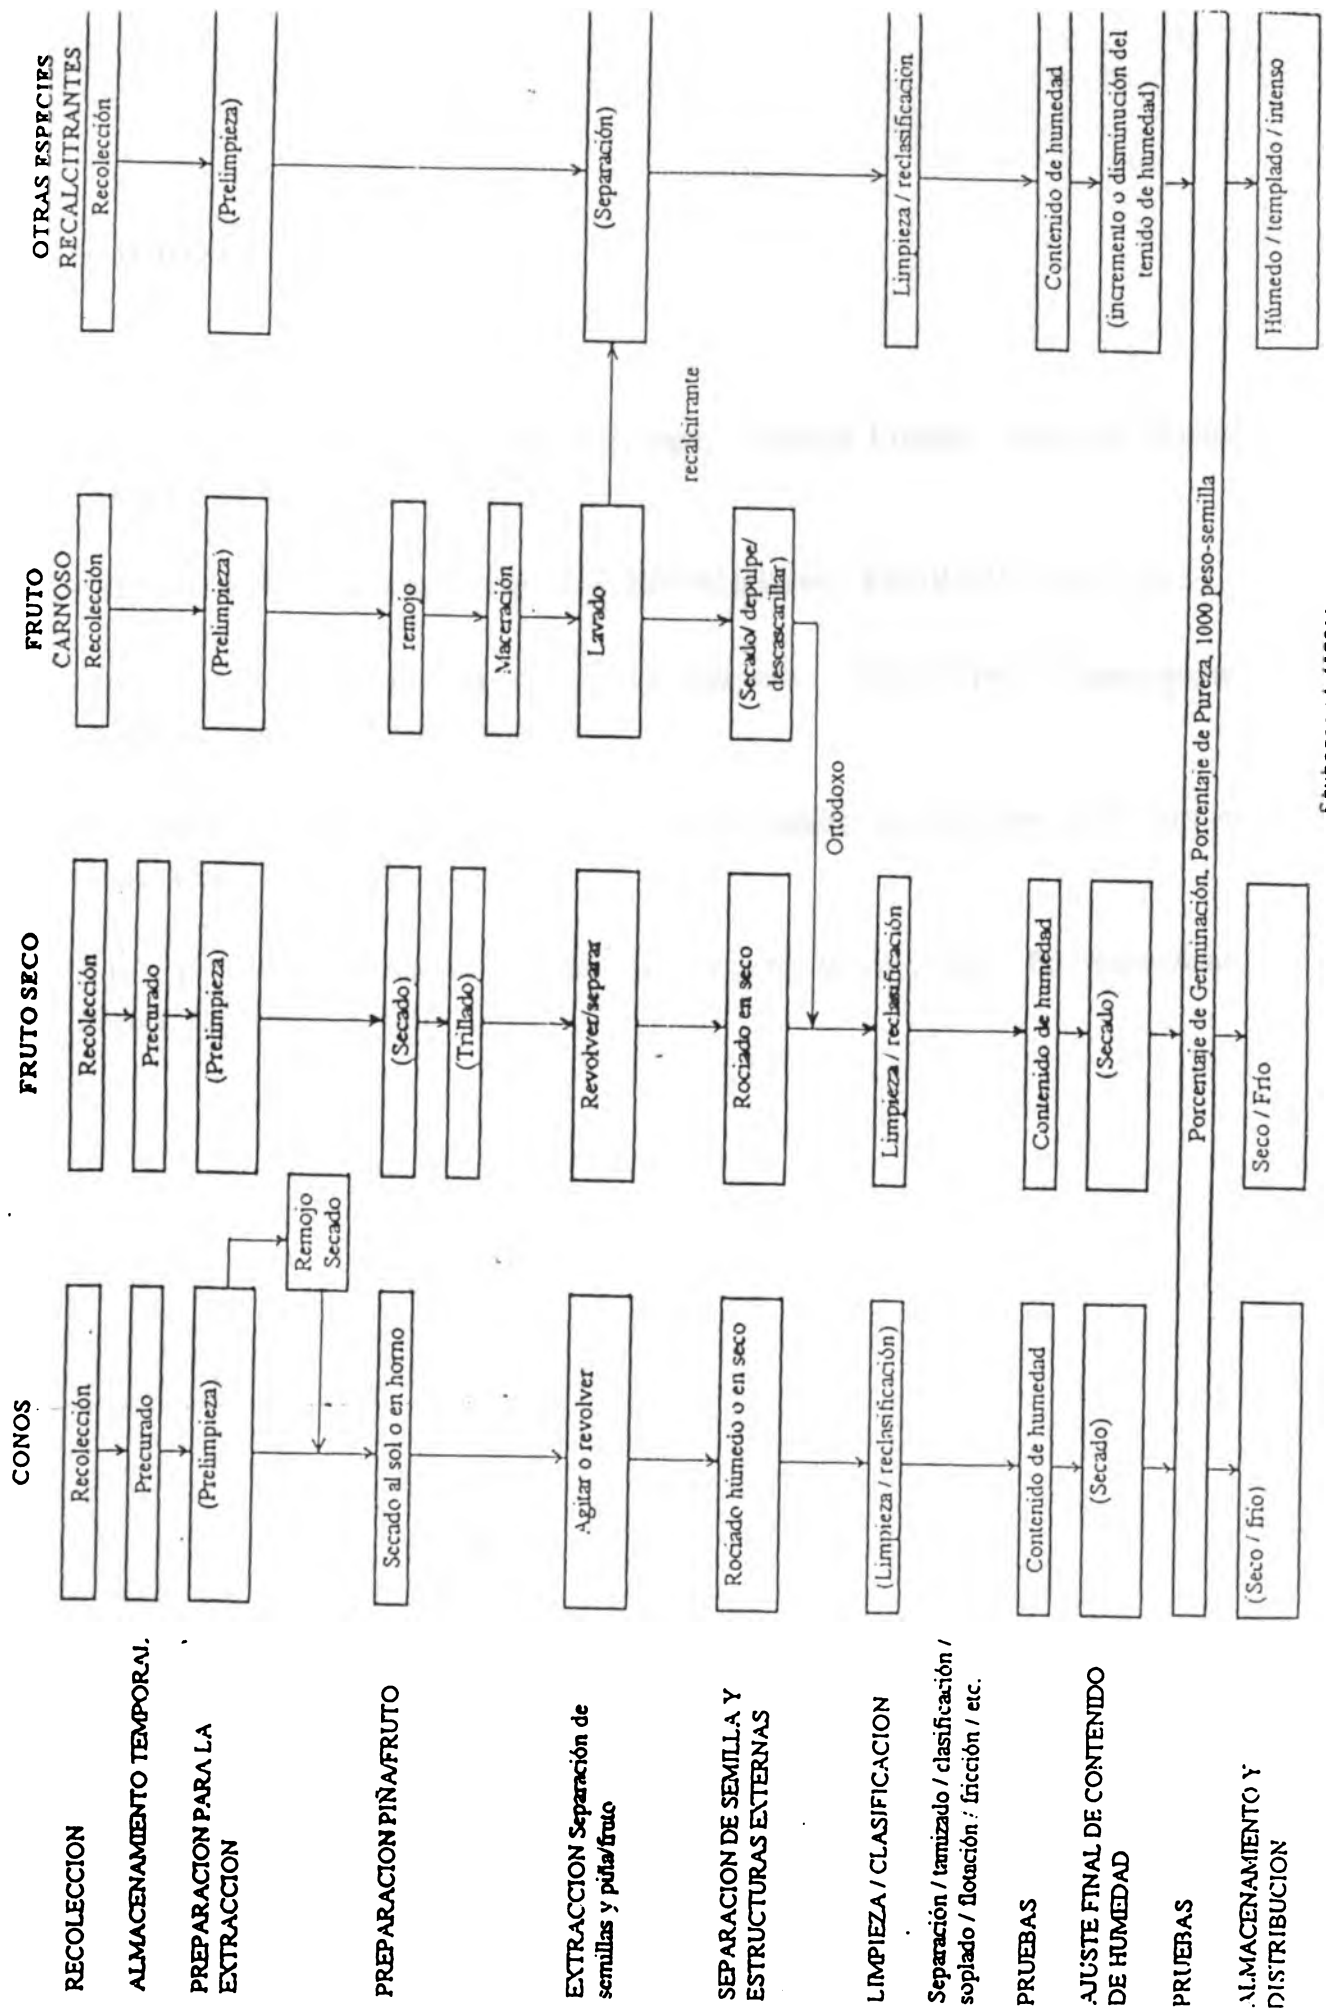 CONOS
FRUTO SECO
FRUTO
CARNOSO
OTRAS ESPECIES
RECALCITRANTES
RECOLECCION
Recolección
Recolección
Recolección
Recolección
ALMACENAMIENTO TEMPORAL
Precurado
Precurado
PREPARACION PARA LA
EXTRACCION
(Prelimpieza)
(Prelimpieza)
(Prelimpieza)
(Prelimpieza)
Remojo
Secado
PREPARACION PIÑA/FRUTO
Secado al sol o en horno
(Secado)
remojo
(Trillado)
Maceración
EXTRACCION Separación de
semillas y piña/fruto
Agitar o revolver
Revolver/separar
Lavado
(Separación)
recalcitrante
SEPARACION DE SEMILLA Y
ESTRUCTURAS EXTERNAS
Rociado húmedo o en seco
Rociado en seco
(Secado/ depulpe/
descascarillar)
Ortodoxo
LIMPIEZA / CLASIFICACION
(Limpieza / reclasificación)
Limpieza / reclasificación
Limpieza / reclasificación
Separación / tamizado / clasificación /
soplado / flotación / fricción / etc.
PRUEBAS
Contenido de humedad
Contenido de humedad
Contenido de humedad
AJUSTE FINAL DE CONTENIDO
DE HUMEDAD
(Secado)
(Secado)
(incremento o disminución del
tenido de humedad)
PRUEBAS
Porcentaje de Germinación, Porcentaje de Pureza, 1000 peso-semilla
ALMACENAMIENTO Y
DISTRIBUCION
(Seco / frio)
Seco / Frío
Húmedo / templado / intenso